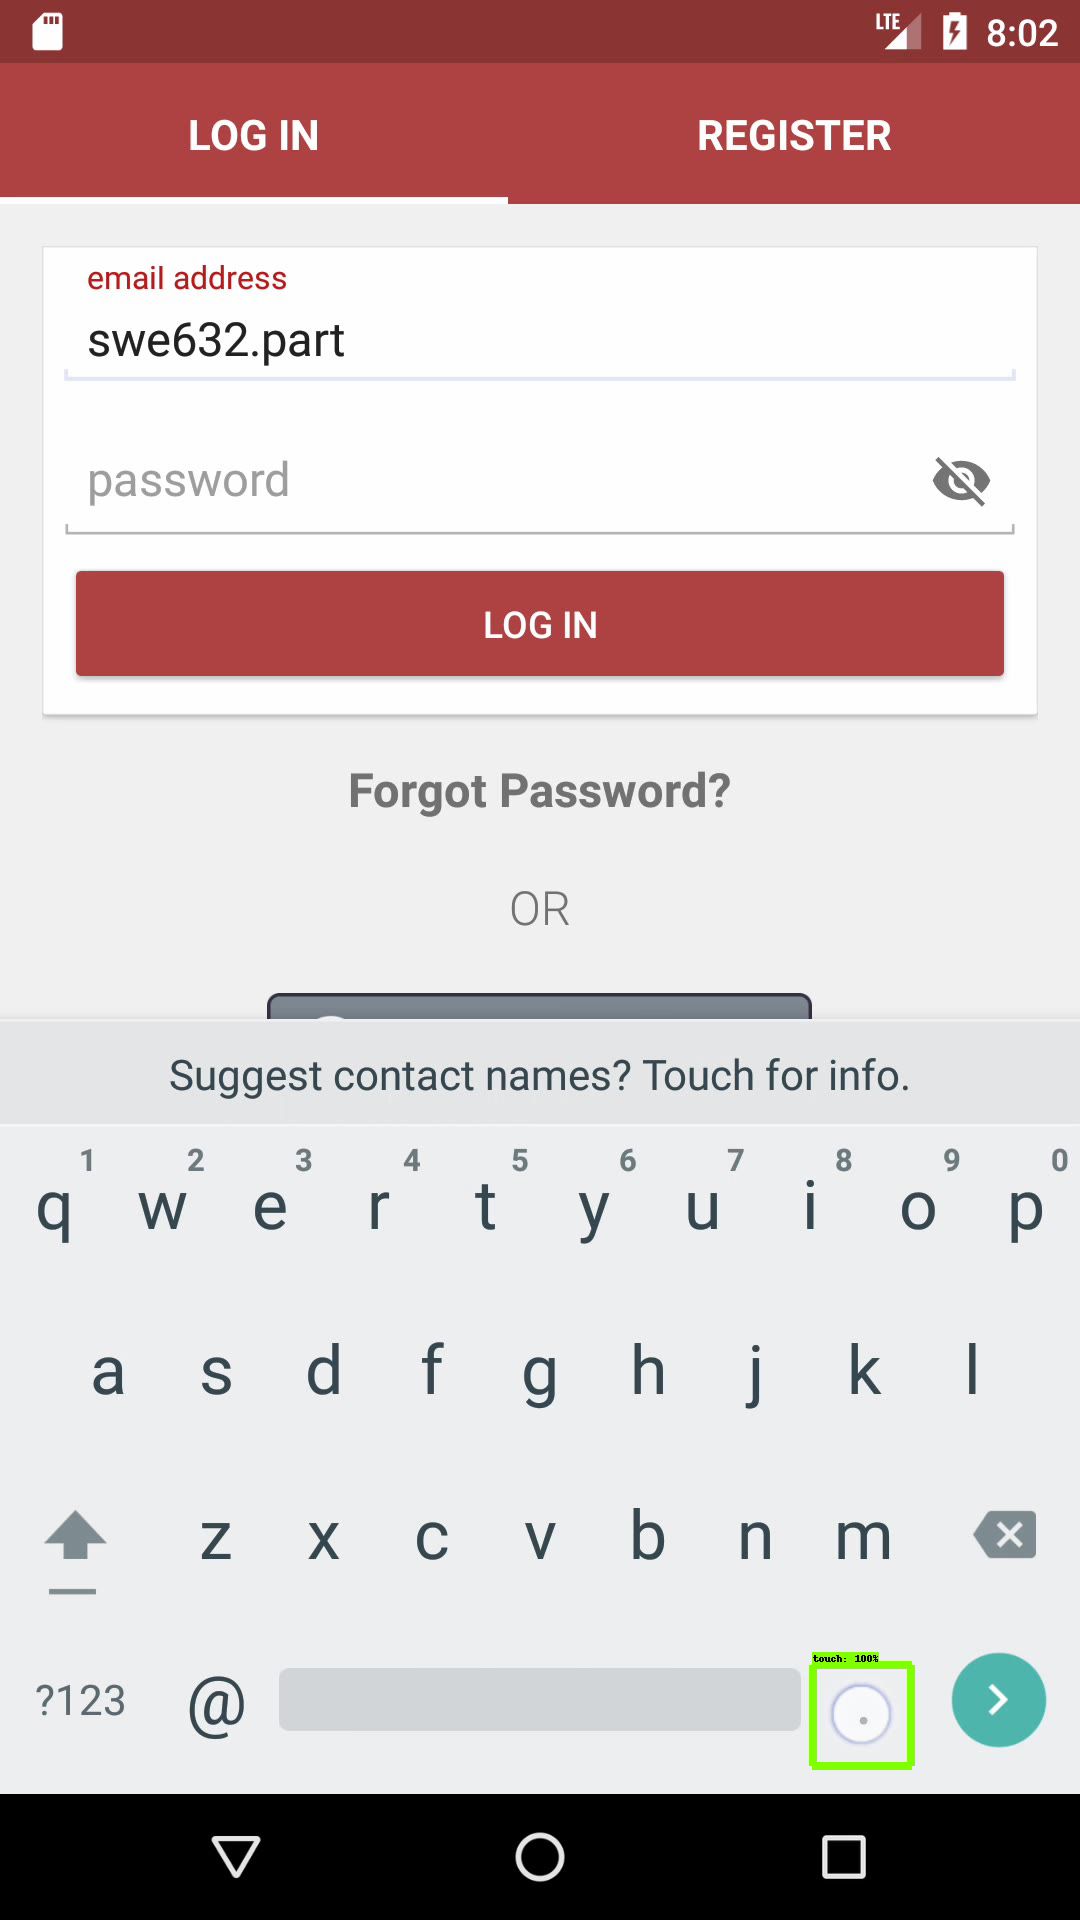 LTE 8:02
LOG IN REGISTER
email address
swe632.part
password
LOG IN
Forgot Password?
OR
Suggest contact names? Touch for info.
1 2 3 4 5 6 7 8 9 0
q w e r t y u i o p
a s d f g h j k l
z x c v b n m
touch: 100%
?123 @ .